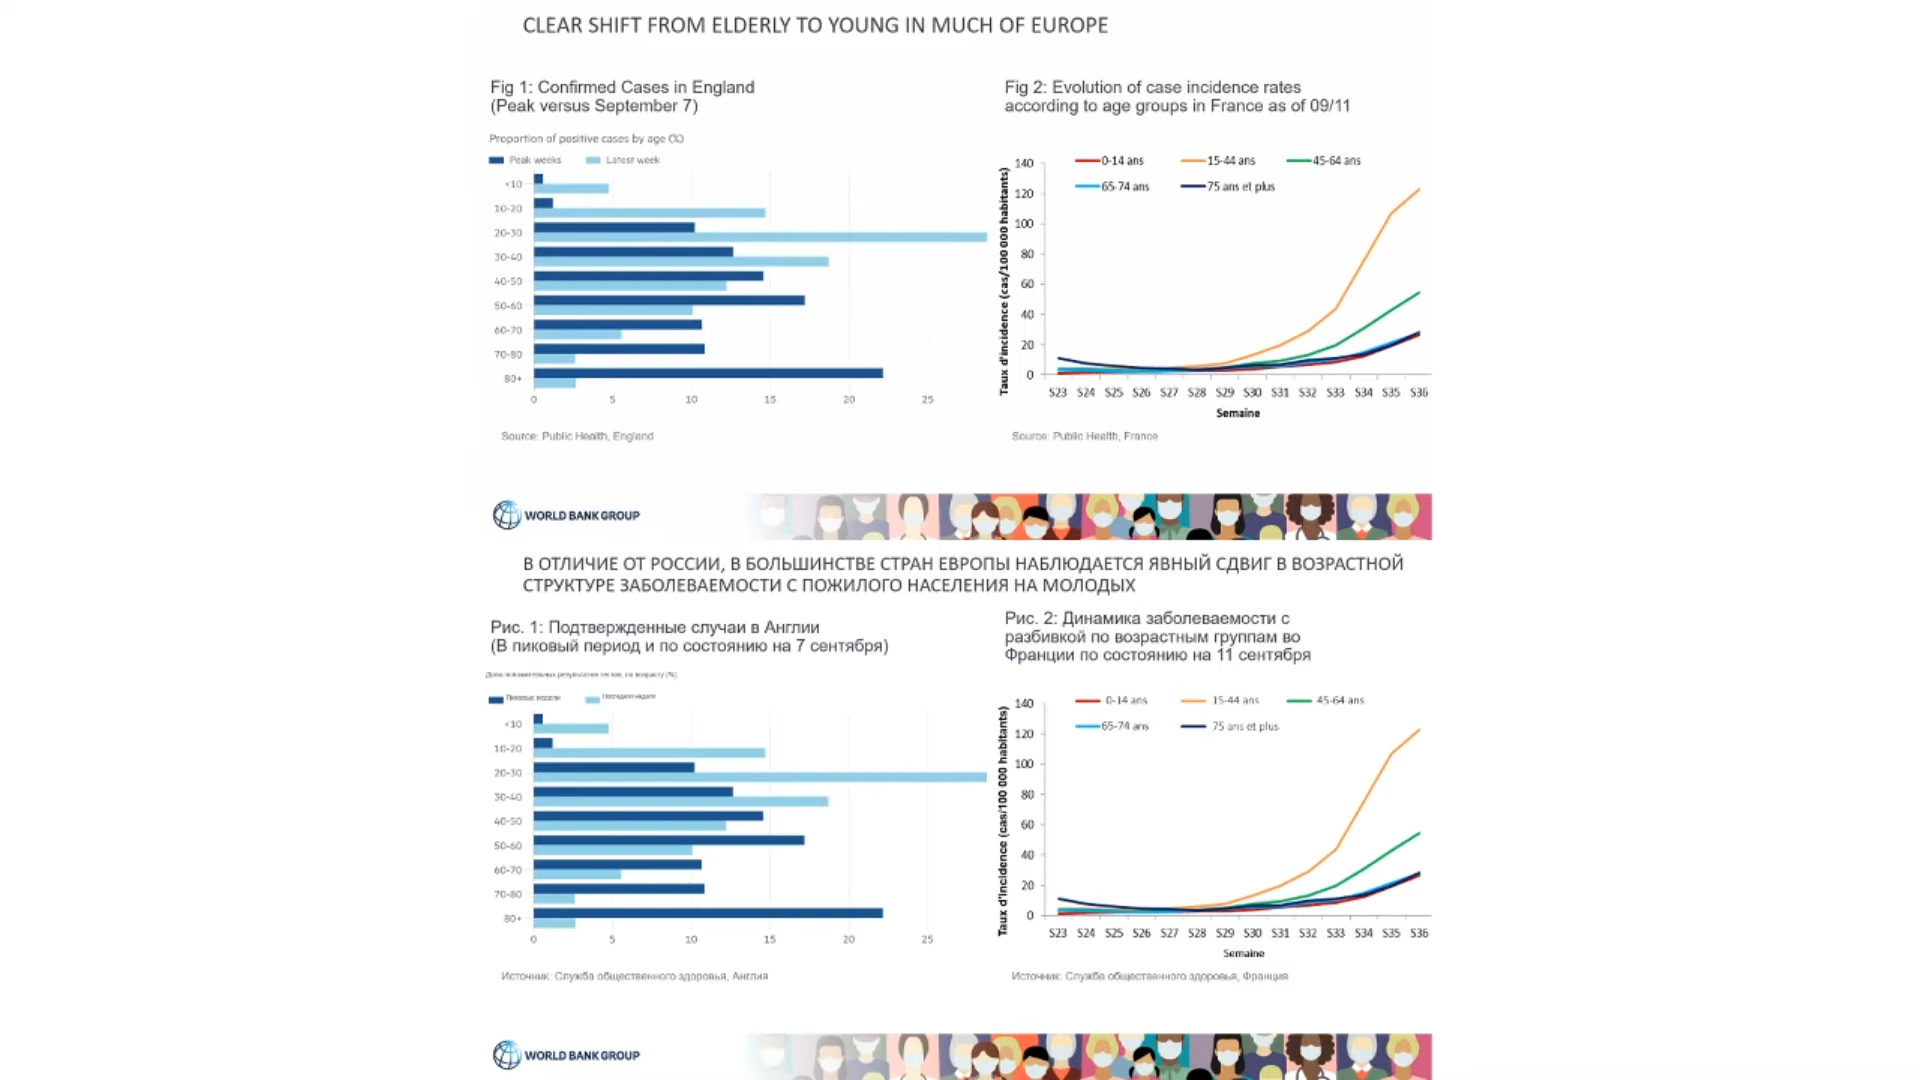 CLEAR SHIFT FROM ELDERLY TO YOUNG IN MUCH OF EUROPE
Fig 1: Confirmed Cases in England
(Peak versus September 7)
Proportion of positive cases by age (%)
Peak weeks
Latest week
<10
10-20
20-30
30-40
40-50
50-60
60-70
70-80
80+
0
5
10
15
20
25
Source: Public Health, England
Fig 2: Evolution of case incidence rates
according to age groups in France as of 09/11
0-14 ans
15-44 ans
45-64 ans
65-74 ans
75 ans et plus
Taux d'incidence (cas/100 000 habitants)
140
120
100
80
60
40
20
0
S23
S24
S25
S26
S27
S28
S29
S30
S31
S32
S33
S34
S35
S36
Semaine
Source: Public Health, France
WORLD BANK GROUP
В ОТЛИЧИЕ ОТ РОССИИ, В БОЛЬШИНСТВЕ СТРАН ЕВРОПЫ НАБЛЮДАЕТСЯ ЯВНЫЙ СДВИГ В ВОЗРАСТНОЙ
СТРУКТУРЕ ЗАБОЛЕВАЕМОСТИ С ПОЖИЛОГО НАСЕЛЕНИЯ НА МОЛОДЫХ
Рис. 1: Подтвержденные случаи в Англии
(В пиковый период и по состоянию на 7 сентября)
Доля положительных результатов тестов, по возрасту (%)
Пиковые недели
Последняя неделя
<10
10-20
20-30
30-40
40-50
50-60
60-70
70-80
80+
0
5
10
15
20
25
Источник: Служба общественного здоровья, Англия
Рис. 2: Динамика заболеваемости с
разбивкой по возрастным группам во
Франции по состоянию на 11 сентября
0-14 ans
15-44 ans
45-64 ans
65-74 ans
75 ans et plus
Taux d'incidence (cas/100 000 habitants)
140
120
100
80
60
40
20
0
S23
S24
S25
S26
S27
S28
S29
S30
S31
S32
S33
S34
S35
S36
Semaine
Источник: Служба общественного здоровья, Франция
WORLD BANK GROUP